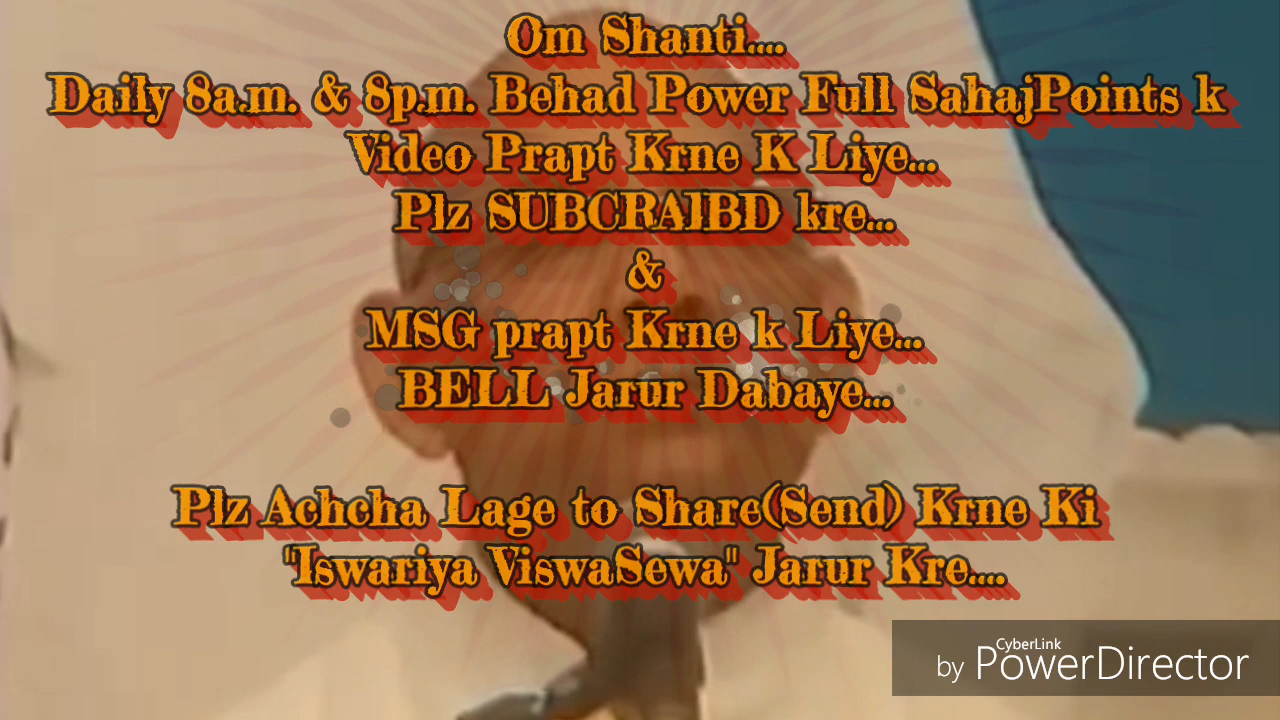 Om Shanti....
Daily 8a.m. & 8p.m. Behad Power Full SahajPoints k
Video Prapt Krne K Liye...
Plz SUBCRAIBD kre...
&
MSG prapt Krne k Liye...
BELL Jarur Dabaye...
Plz Achcha Lage to Share(Send) Krne Ki
"Iswariya ViswaSewa" Jarur Kre....
CyberLink
by PowerDirector